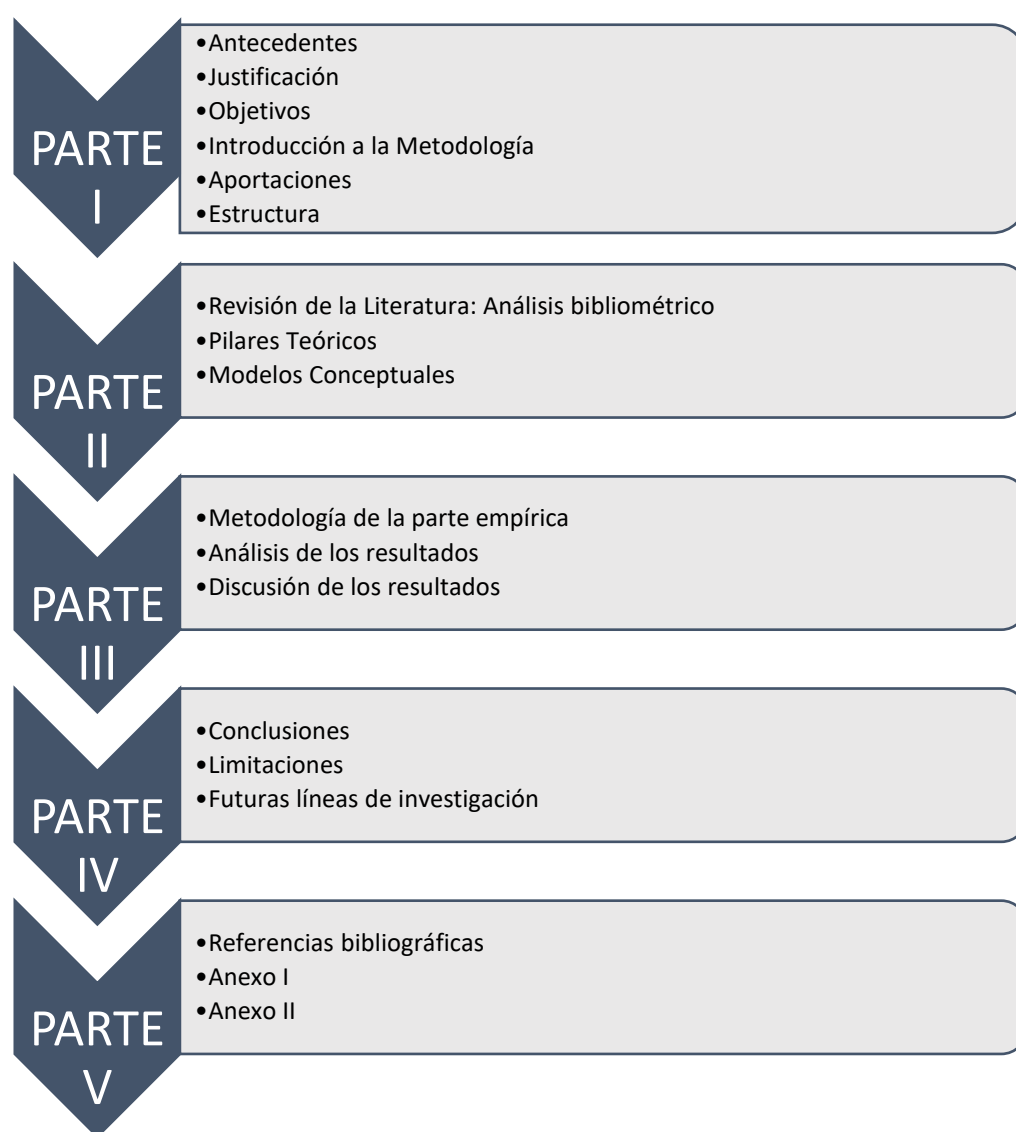 PARTE
I
•Antecedentes
•Justificación
•Objetivos
•Introducción a la Metodología
•Aportaciones
•Estructura
PARTE
II
•Revisión de la Literatura: Análisis bibliométrico
•Pilares Teóricos
•Modelos Conceptuales
PARTE
III
•Metodología de la parte empírica
•Análisis de los resultados
•Discusión de los resultados
PARTE
IV
•Conclusiones
•Limitaciones
•Futuras líneas de investigación
PARTE
V
•Referencias bibliográficas
•Anexo I
•Anexo II